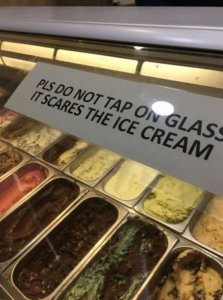 PLS DO NOT TAP ON GLASS
IT SCARES THE ICE CREAM